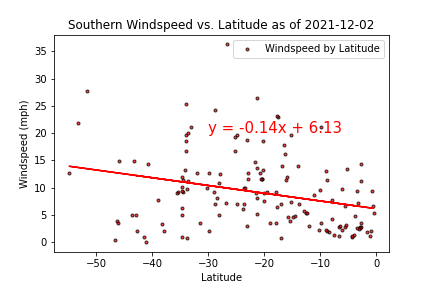 Southern Windspeed vs. Latitude as of 2021-12-02
Windspeed by Latitude
y = -0.14x + 6.13
Windspeed (mph)
35
30
25
20
15
10
5
0
−50
−40
−30
−20
−10
0
Latitude